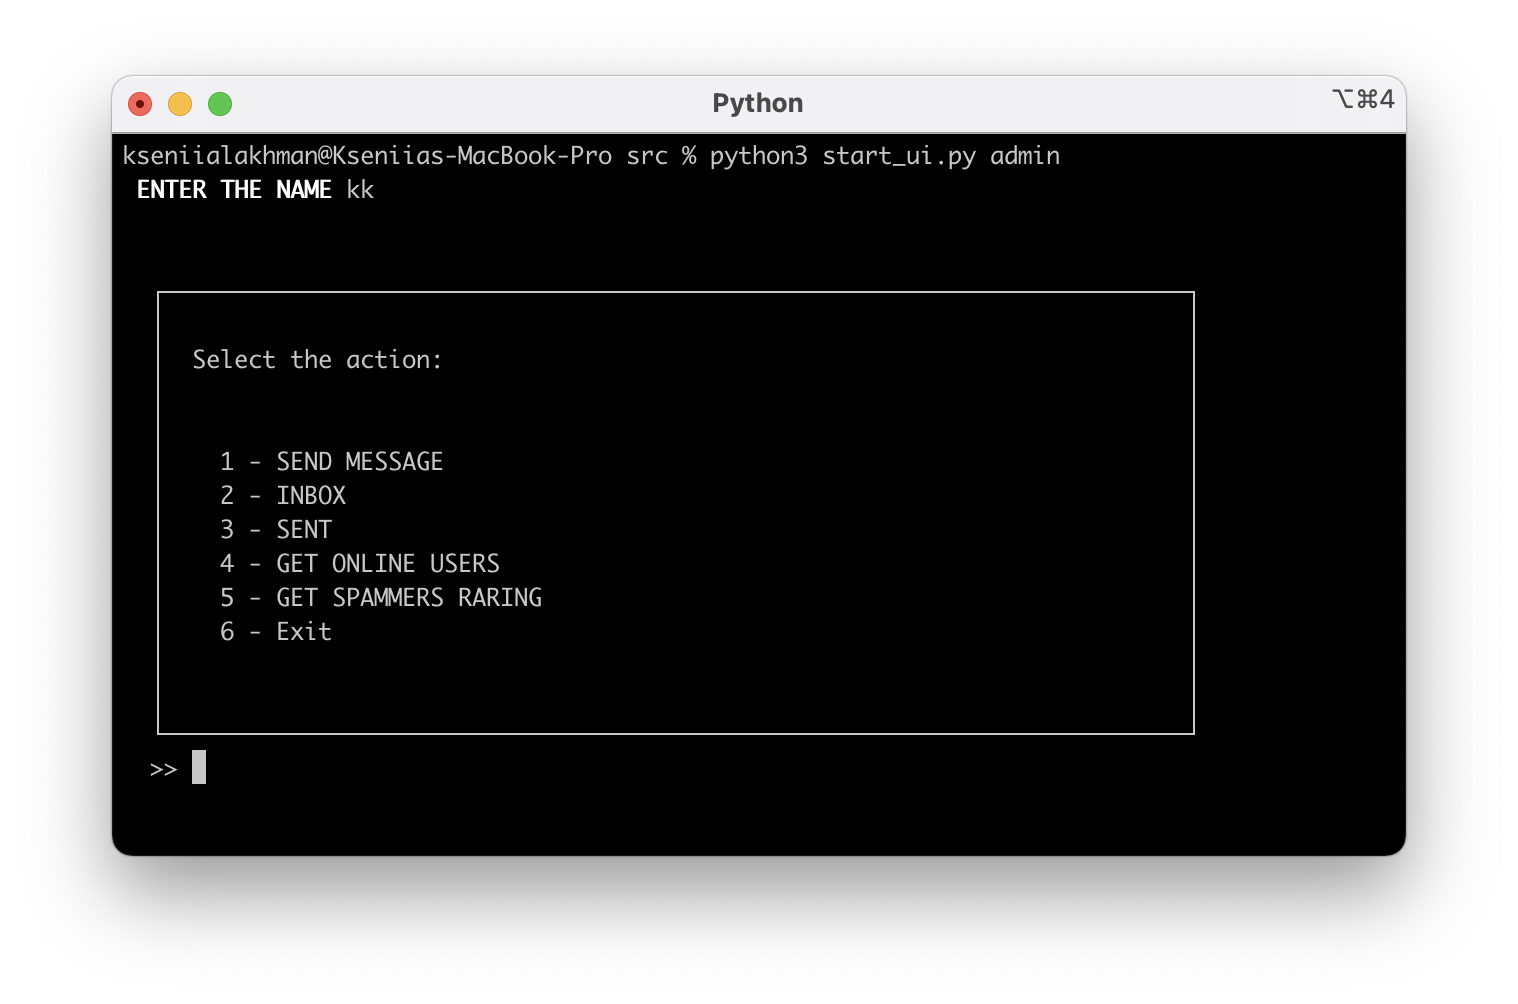 Python
⌥⌘4
kseniialakhman@Kseniias-MacBook-Pro src % python3 start_ui.py admin
ENTER THE NAME kk
Select the action:
1 - SEND MESSAGE
2 - INBOX
3 - SENT
4 - GET ONLINE USERS
5 - GET SPAMMERS RARING
6 - Exit
>>